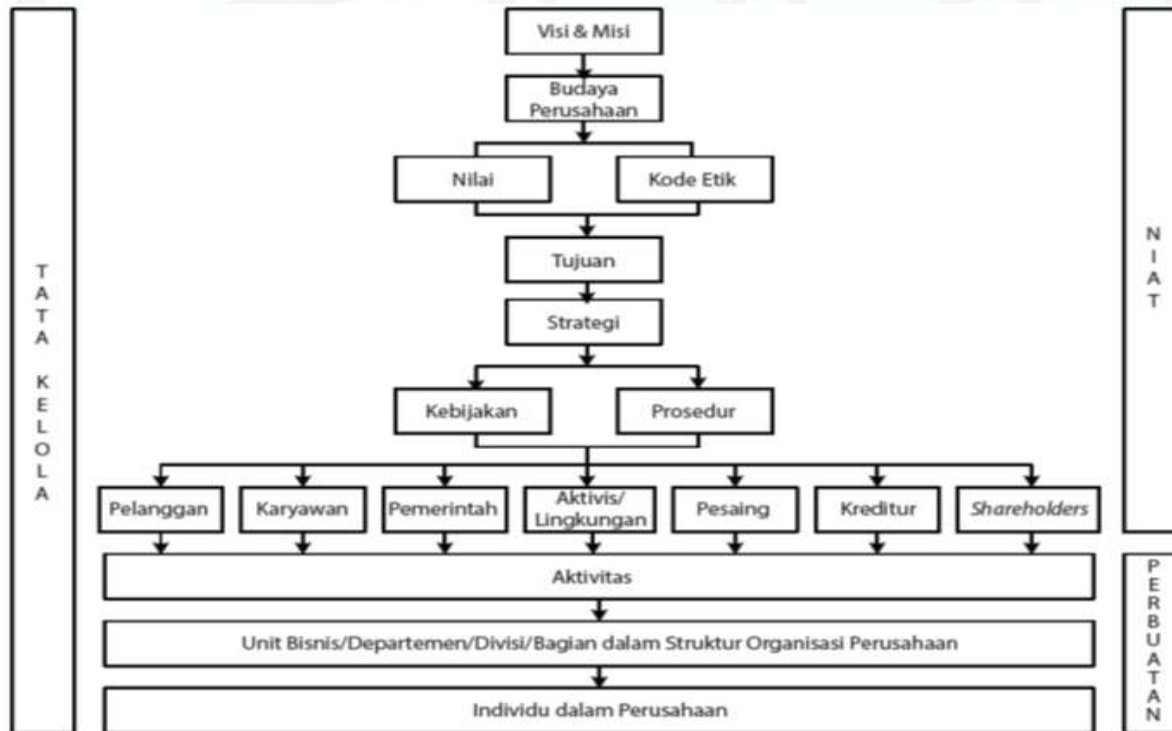 Visi & Misi
Budaya
Perusahaan
Nilai
Kode Etik
Tujuan
Strategi
Kebijakan
Prosedur
Pelanggan
Karyawan
Pemerintah
Aktivis/
Lingkungan
Pesaing
Kreditur
Shareholders
Aktivitas
Unit Bisnis/Departemen/Divisi/Bagian dalam Struktur Organisasi Perusahaan
Individu dalam Perusahaan
TATA KELOLA
NIAT
PERBUATAN